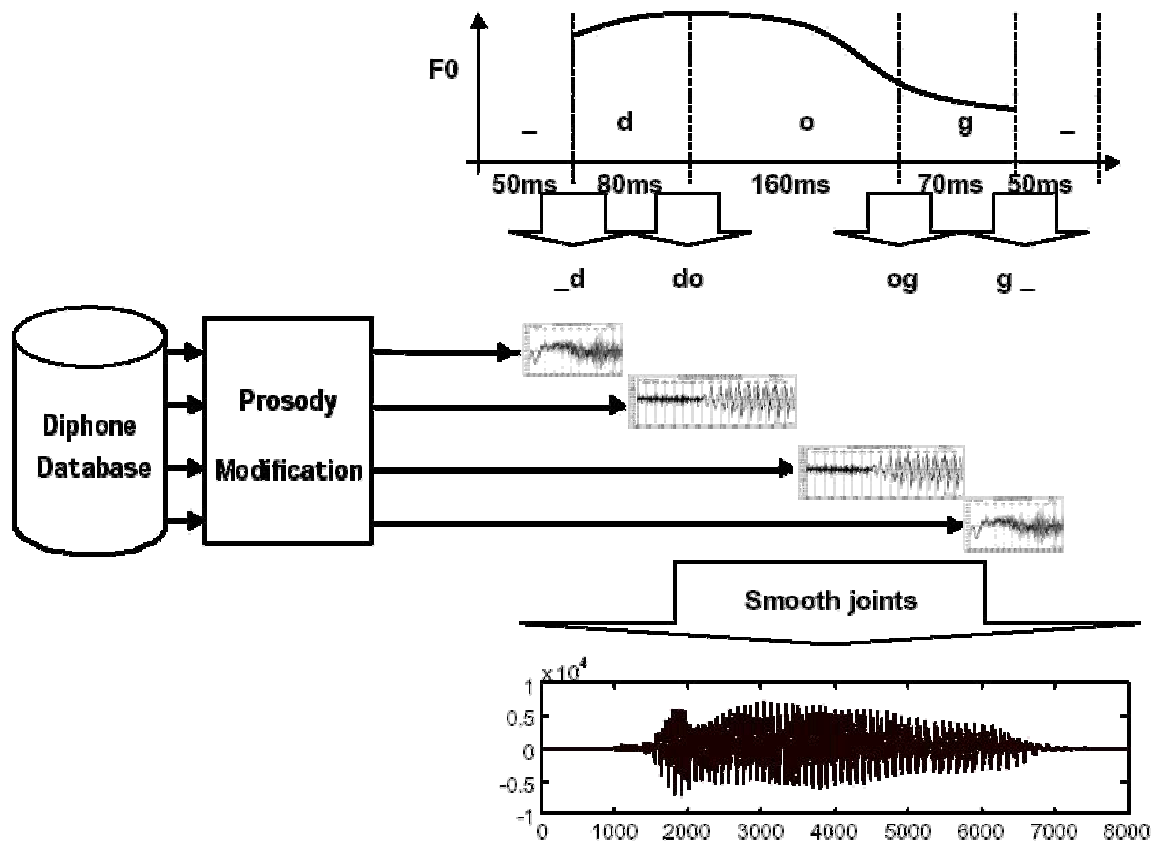 F0
_ d o g _
50ms 80ms 160ms 70ms 50ms
_d do og g _
Diphone
Database
Prosody
Modification
Smooth joints
x10⁴
1
0.5
0
-0.5
-1
0 1000 2000 3000 4000 5000 6000 7000 8000